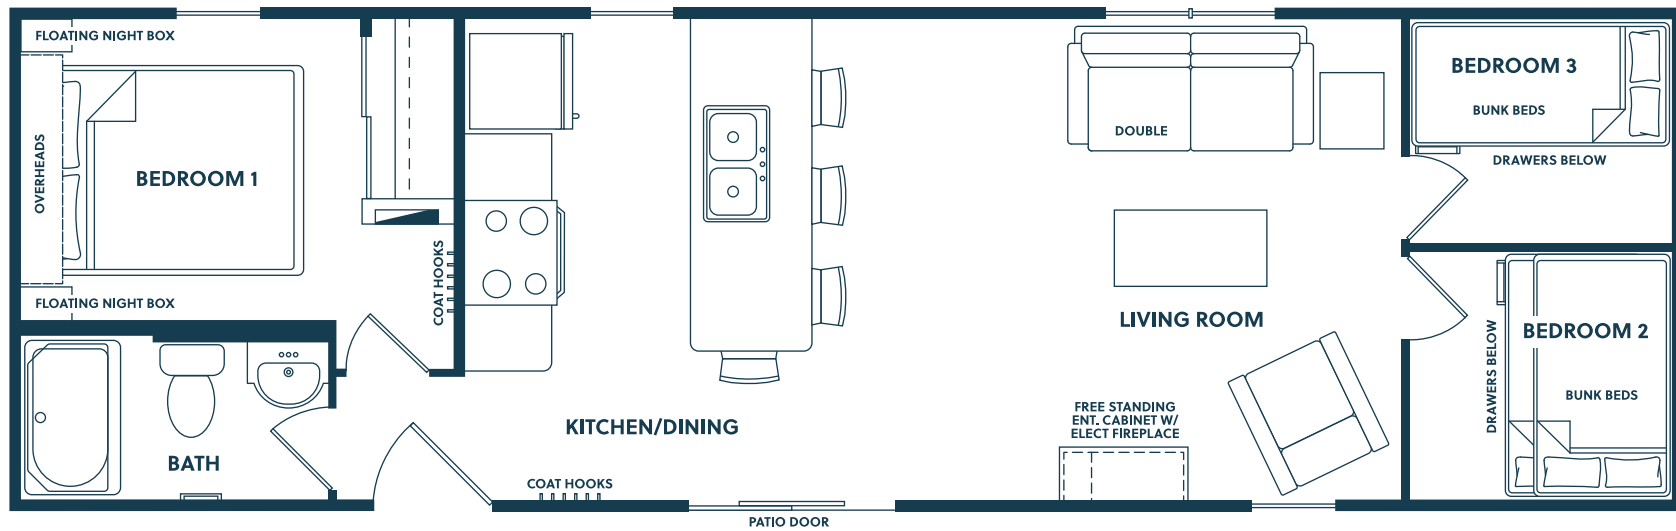 FLOATING NIGHT BOX
OVERHEADS
BEDROOM 1
FLOATING NIGHT BOX
COAT HOOKS
BATH
KITCHEN/DINING
COAT HOOKS
PATIO DOOR
DOUBLE
LIVING ROOM
FREE STANDING
ENT. CABINET W/
ELECT FIREPLACE
BEDROOM 3
BUNK BEDS
DRAWERS BELOW
BEDROOM 2
BUNK BEDS
DRAWERS BELOW